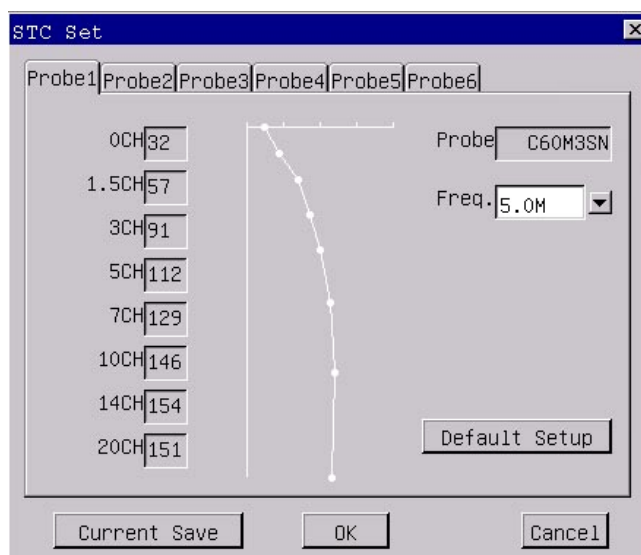 STC Set
Probe1 Probe2 Probe3 Probe4 Probe5 Probe6
0CH 32
1.5CH 57
3CH 91
5CH 112
7CH 129
10CH 146
14CH 154
20CH 151
Probe C60M3SN
Freq. 5.0M
Default Setup
Current Save OK Cancel